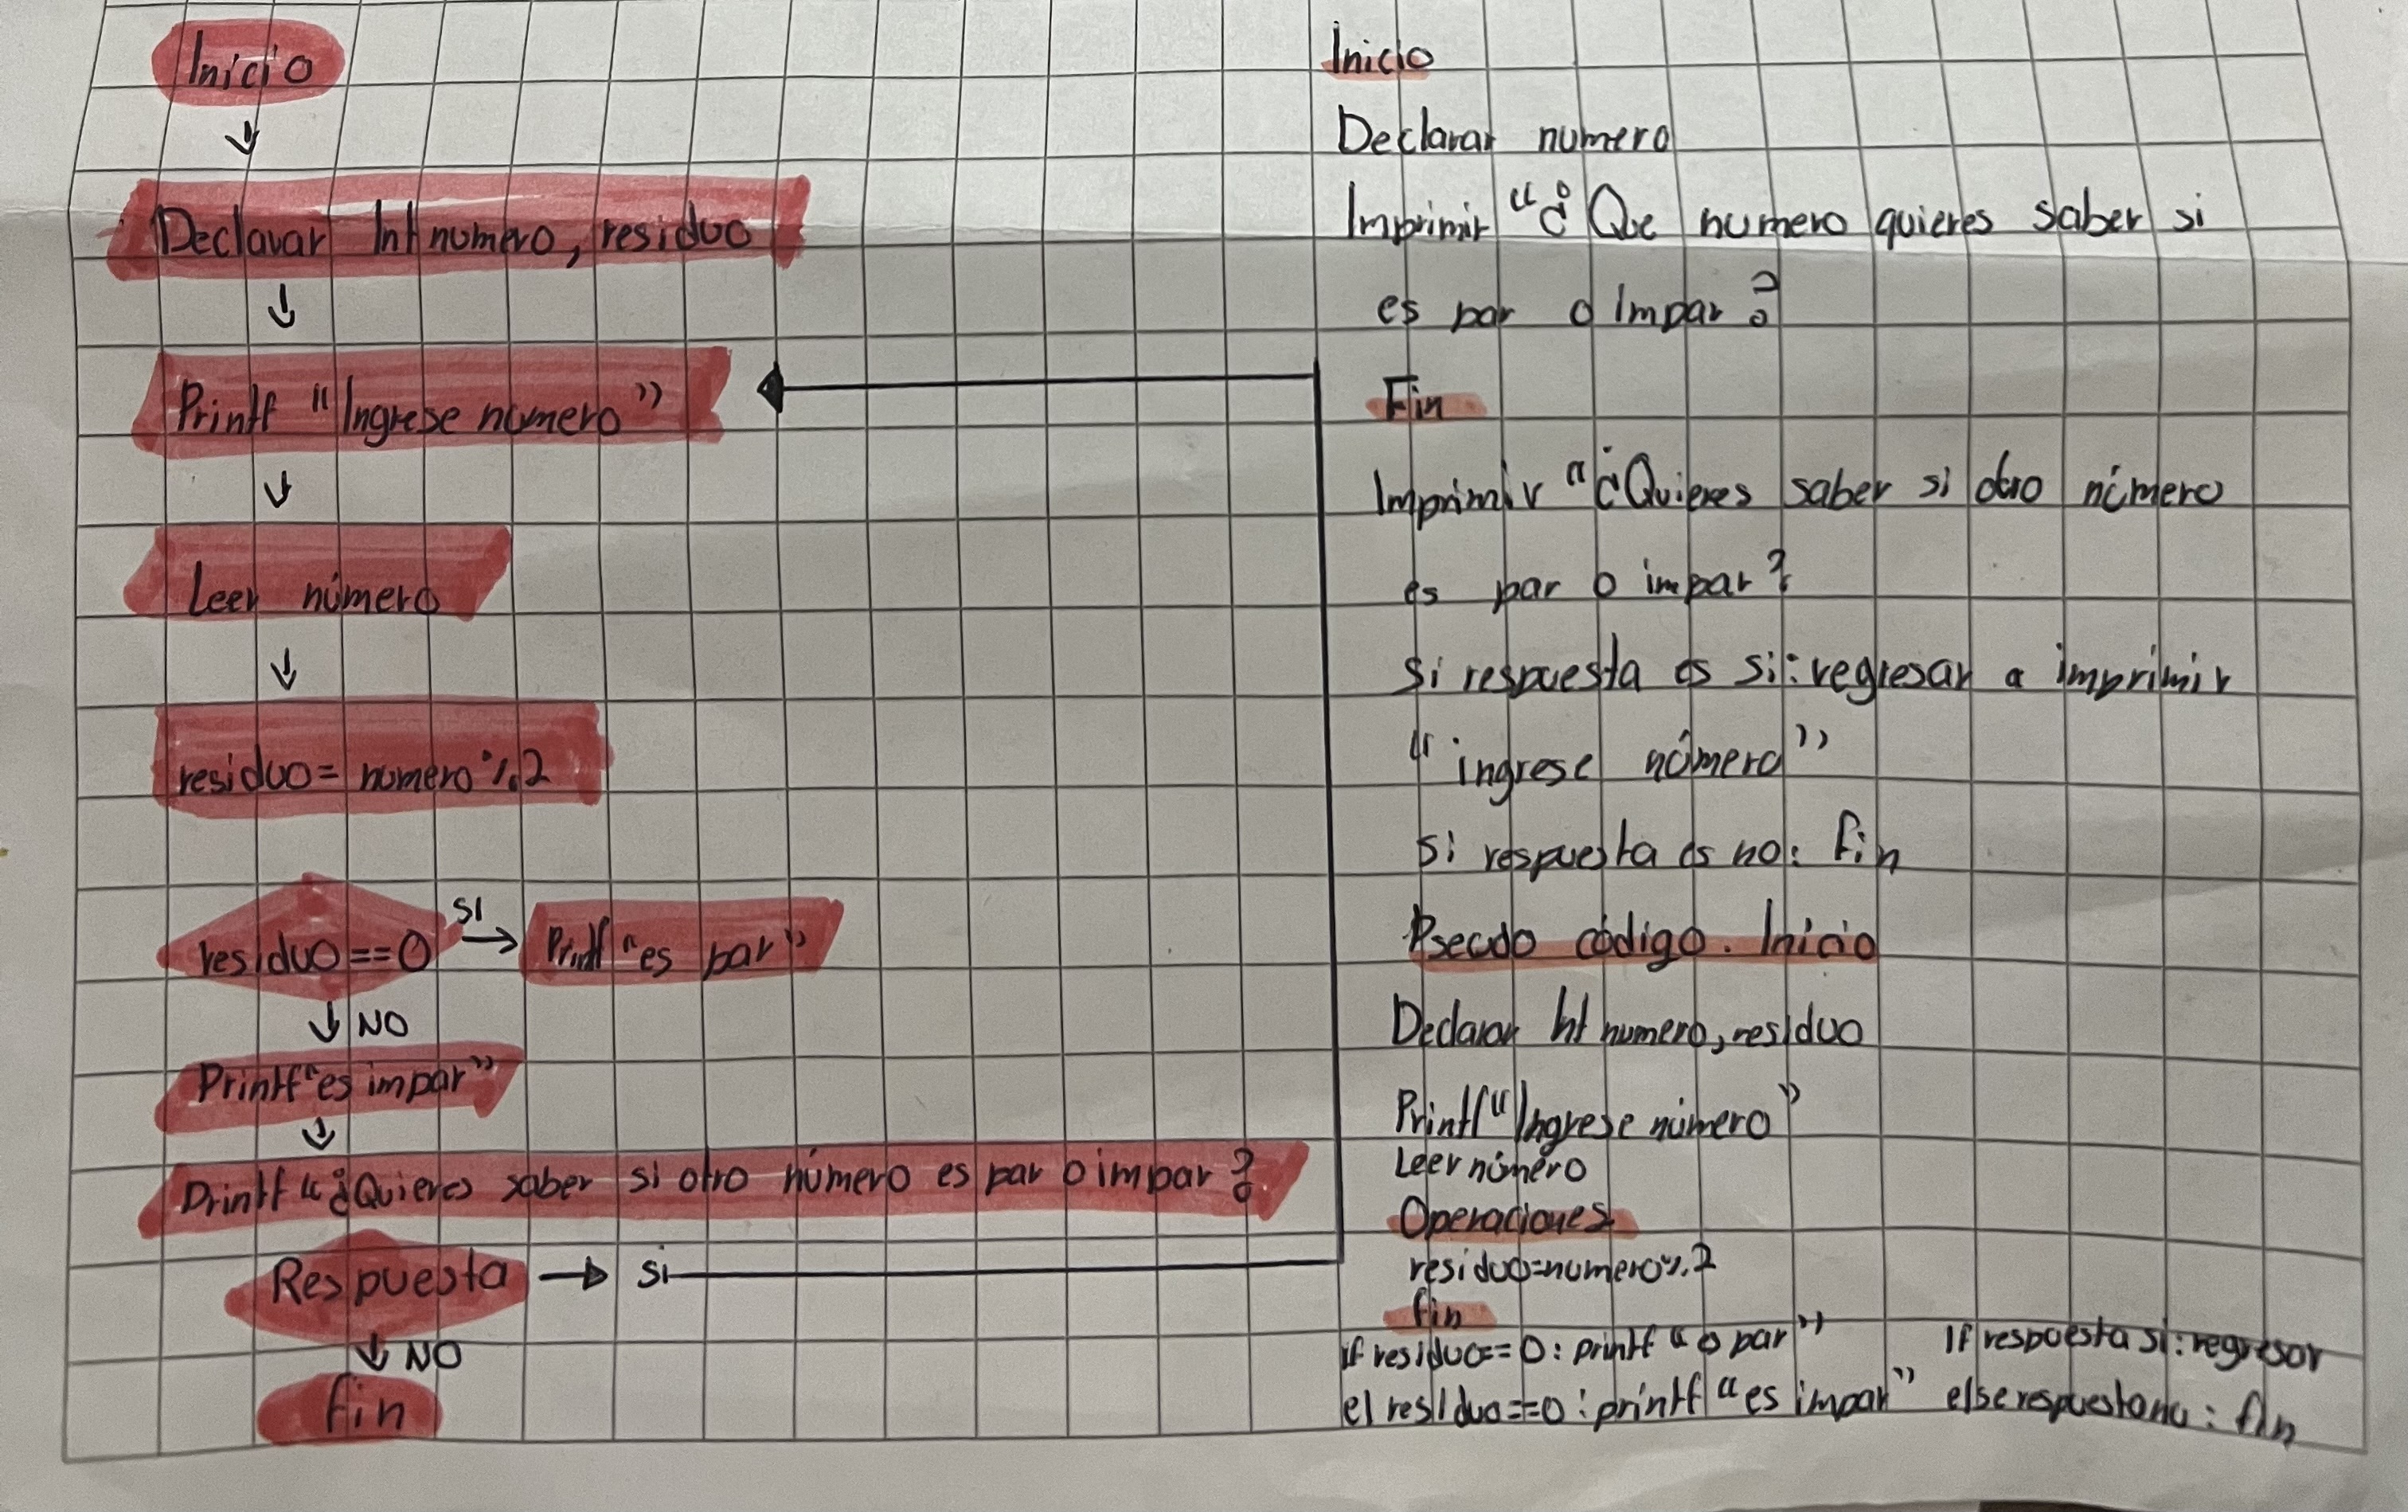 Inicio
Declarar Int numero, residuo
Printf "Ingrese número"
Leer número
residuo= numero%2
residuo==0
SI
Printf "es par"
NO
Printf "es impar"
Printf "¿Quieres saber si otro número es par o impar?
Respuesta
si
NO
fin
Inicio
Declarar numero
Imprimir "¿Que numero quieres saber si
es par o impar?
Fin
Imprimir "¿Quieres saber si otro número
es par o impar?
Si respuesta es si: regresar a imprimir
"ingrese número"
Si respuesta es no: fin
Pseudo código. Inicio
Declarar Int numero, residuo
Printf "Ingrese número"
Leer número
Operaciones
residuo=numero%2
fin
if residuo==0: printf " par"
el residuo==0: printf "es impar"
If respuesta si: regresar
else respuesta no: fin